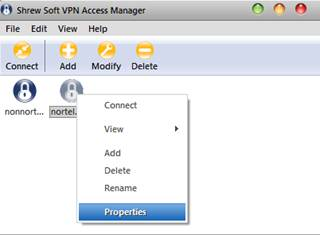 Shrew Soft VPN Access Manager
File Edit View Help
Connect Add Modify Delete
nonnort... nortel...
Connect
View
Add
Delete
Rename
Properties